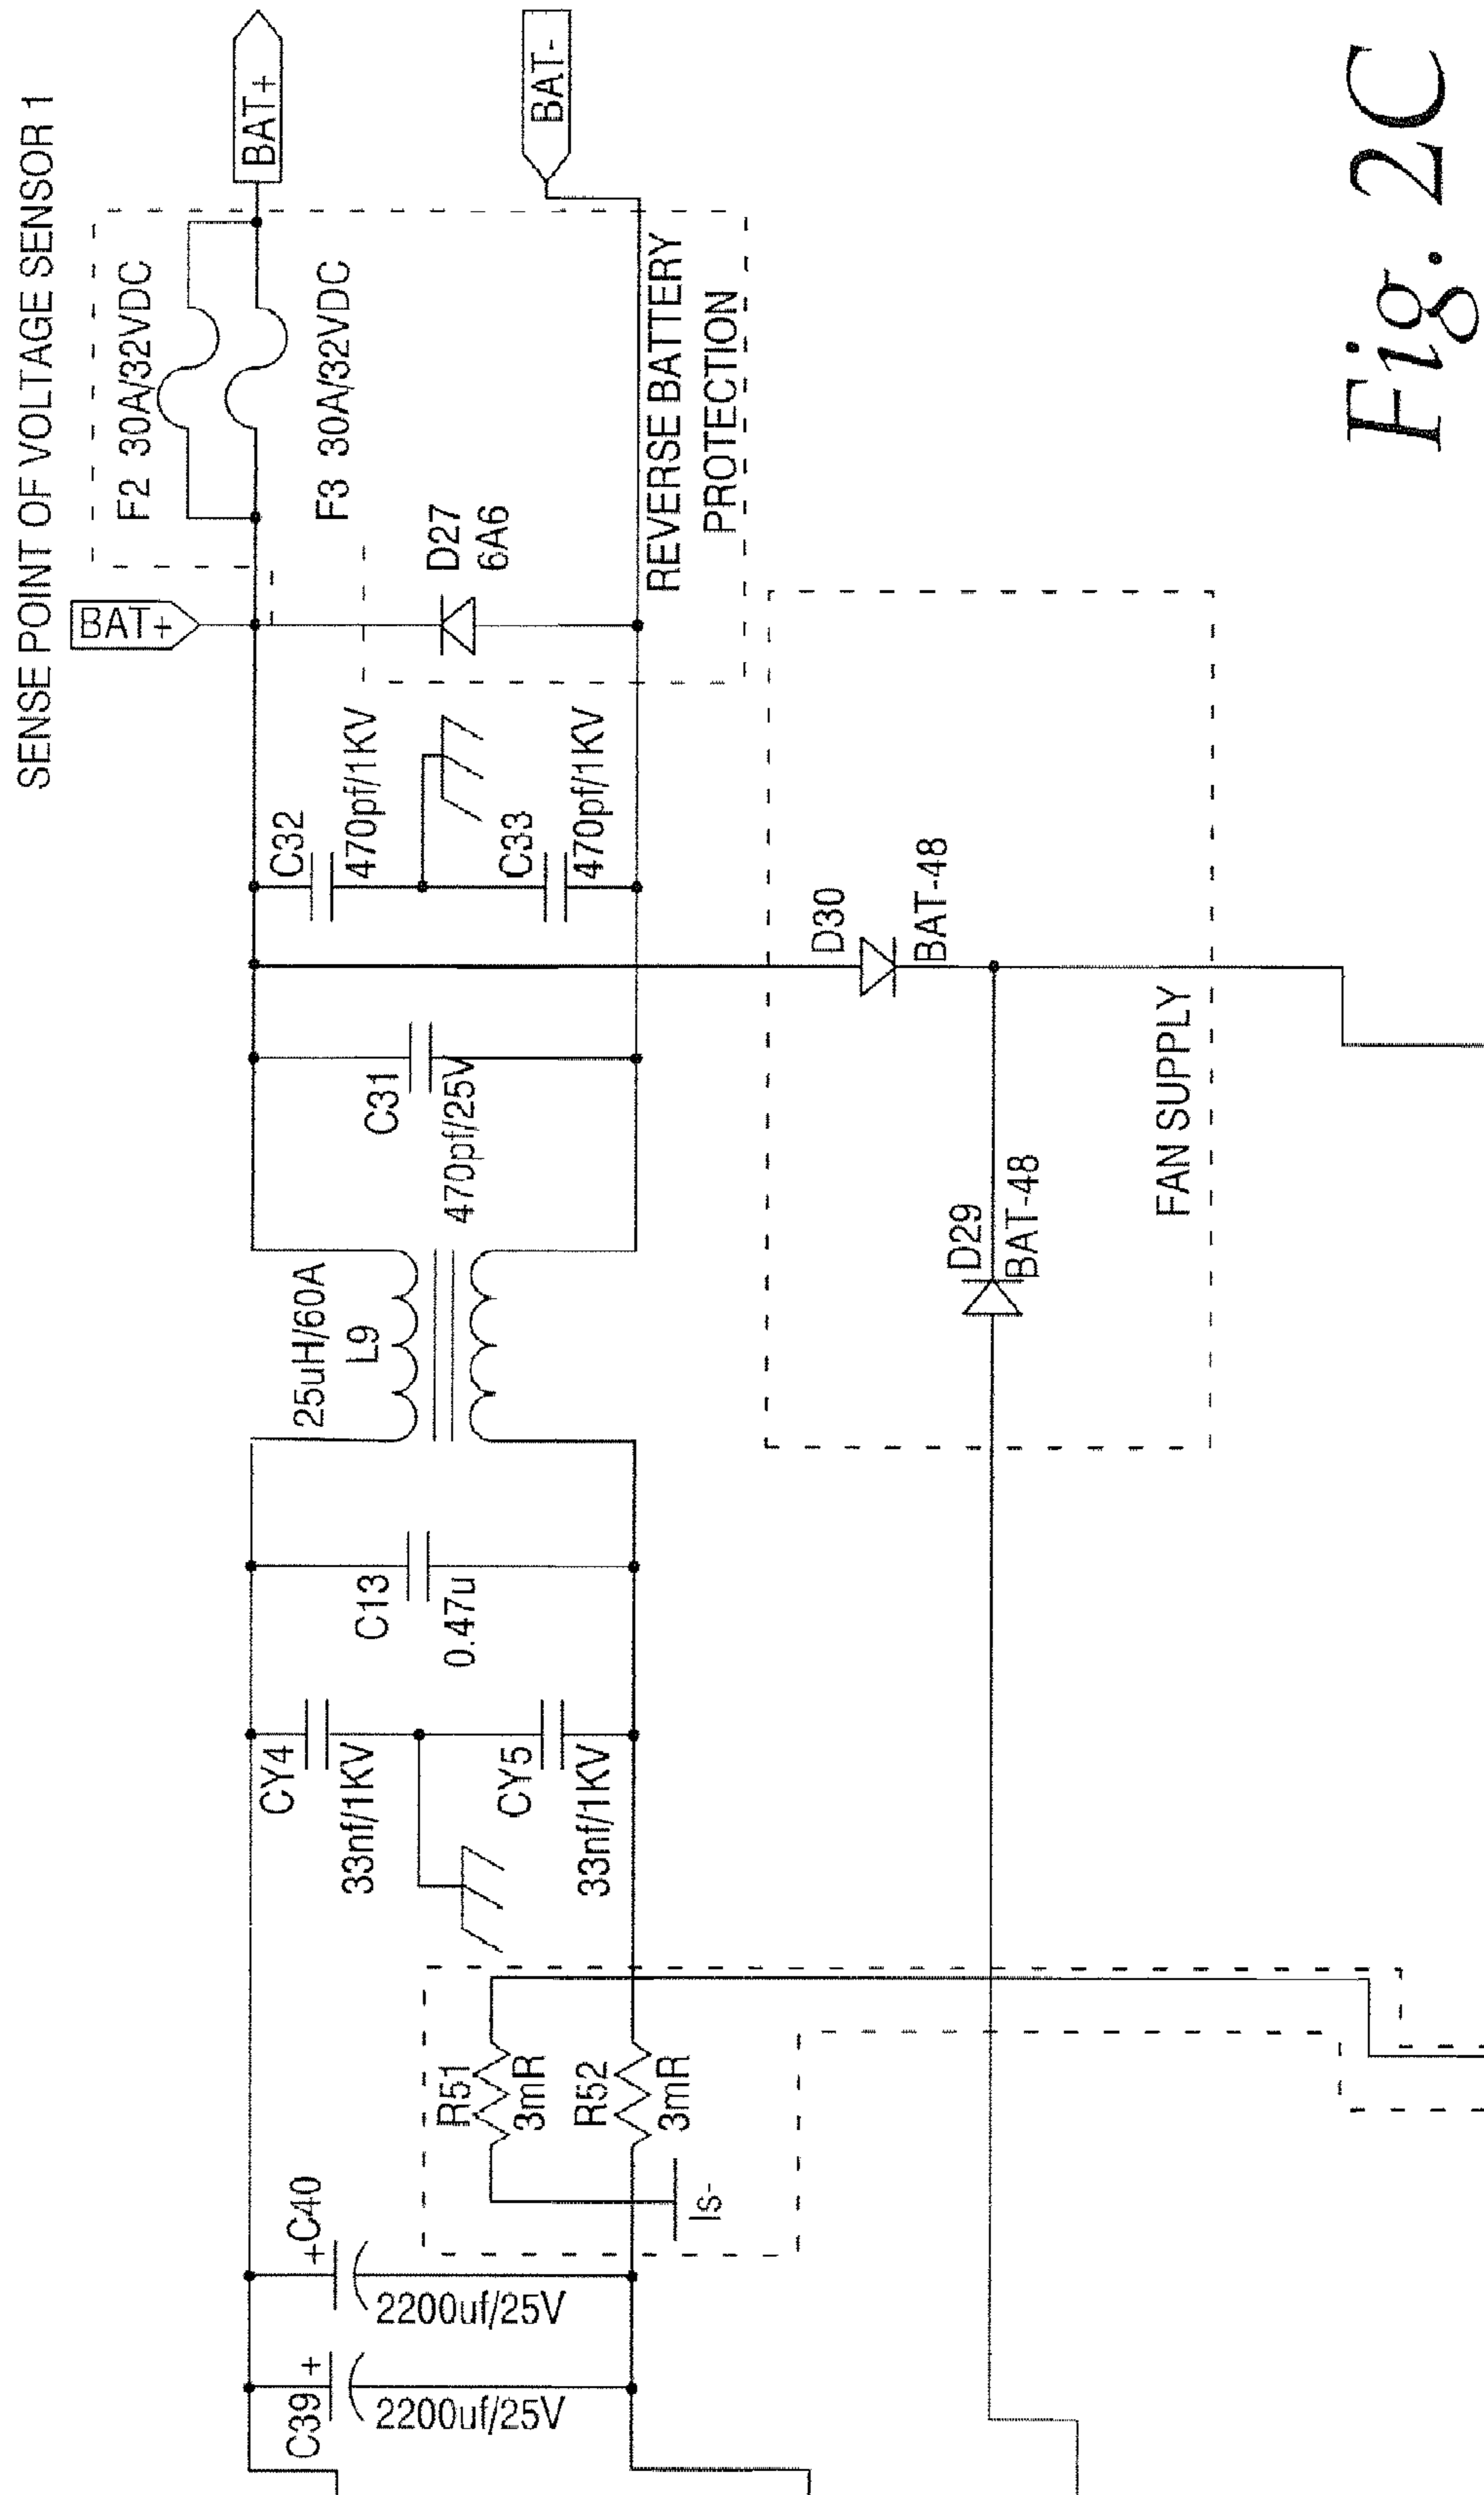 SENSE POINT OF VOLTAGE SENSOR 1
BAT+
BAT-
F2 30A/32VDC
F3 30A/32VDC
BAT+
D27
6A6
REVERSE BATTERY
PROTECTION
C32
470pf/1KV
C33
470pf/1KV
C31
470pf/25V
25uH/60A
L9
C13
0.47u
CY4
33nf/1KV
CY5
33nf/1KV
R51
3mR
R52
3mR
Is-
+
C40
2200uf/25V
+
C39
2200uf/25V
D30
BAT-48
D29
BAT-48
FAN SUPPLY
Fig. 2C